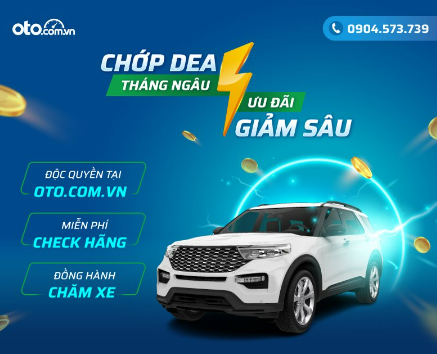 oto.com.vn
0904.573.739
CHỚP DEA
THÁNG NGÂU
ƯU ĐÃI
GIẢM SÂU
ĐỘC QUYỀN TẠI
OTO.COM.VN
MIỄN PHÍ
CHECK HÃNG
ĐỒNG HÀNH
CHĂM XE